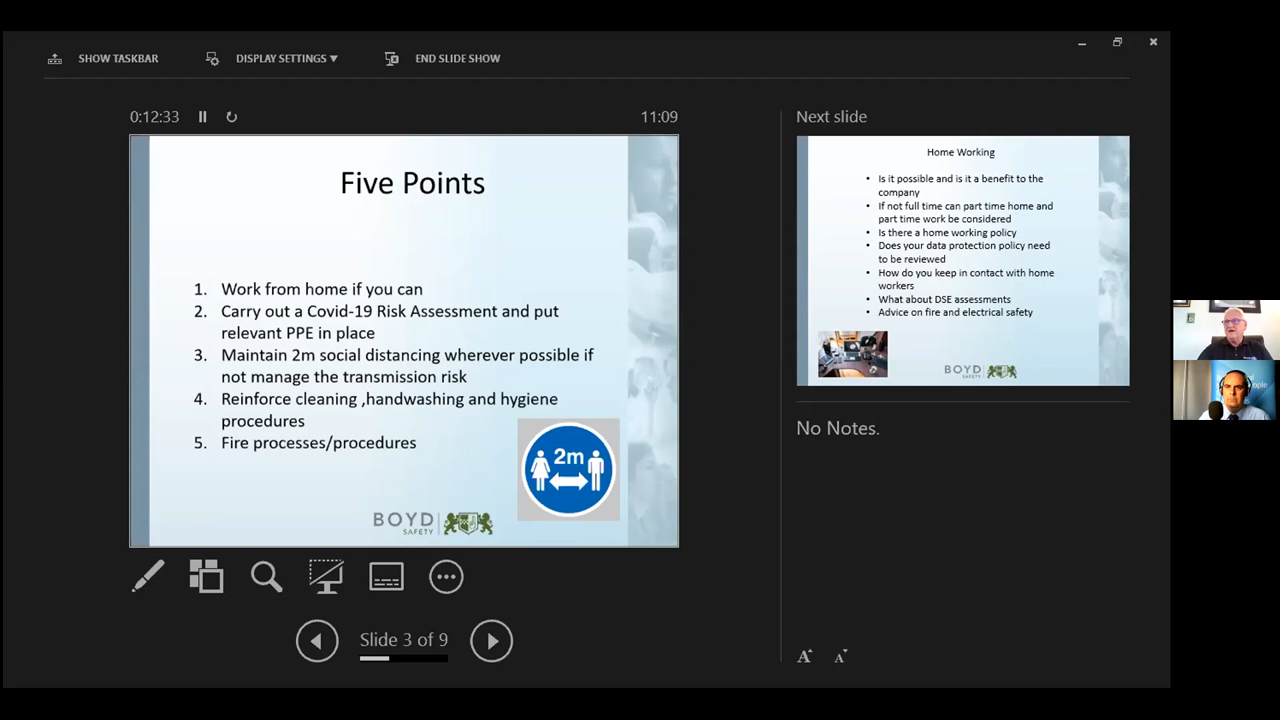 SHOW TASKBAR
DISPLAY SETTINGS ▼
END SLIDE SHOW
0:12:33
11:09
Five Points
1. Work from home if you can
2. Carry out a Covid-19 Risk Assessment and put
relevant PPE in place
3. Maintain 2m social distancing wherever possible if
not manage the transmission risk
4. Reinforce cleaning ,handwashing and hygiene
procedures
5. Fire processes/procedures
2m
BOYD
SAFETY
Slide 3 of 9
Next slide
Home Working
• Is it possible and is it a benefit to the
company
• If not full time can part time home and
part time work be considered
• Is there a home working policy
• Does your data protection policy need
to be reviewed
• How do you keep in contact with home
workers
• What about DSE assessments
• Advice on fire and electrical safety
BOYD
SAFETY
No Notes.
A
A